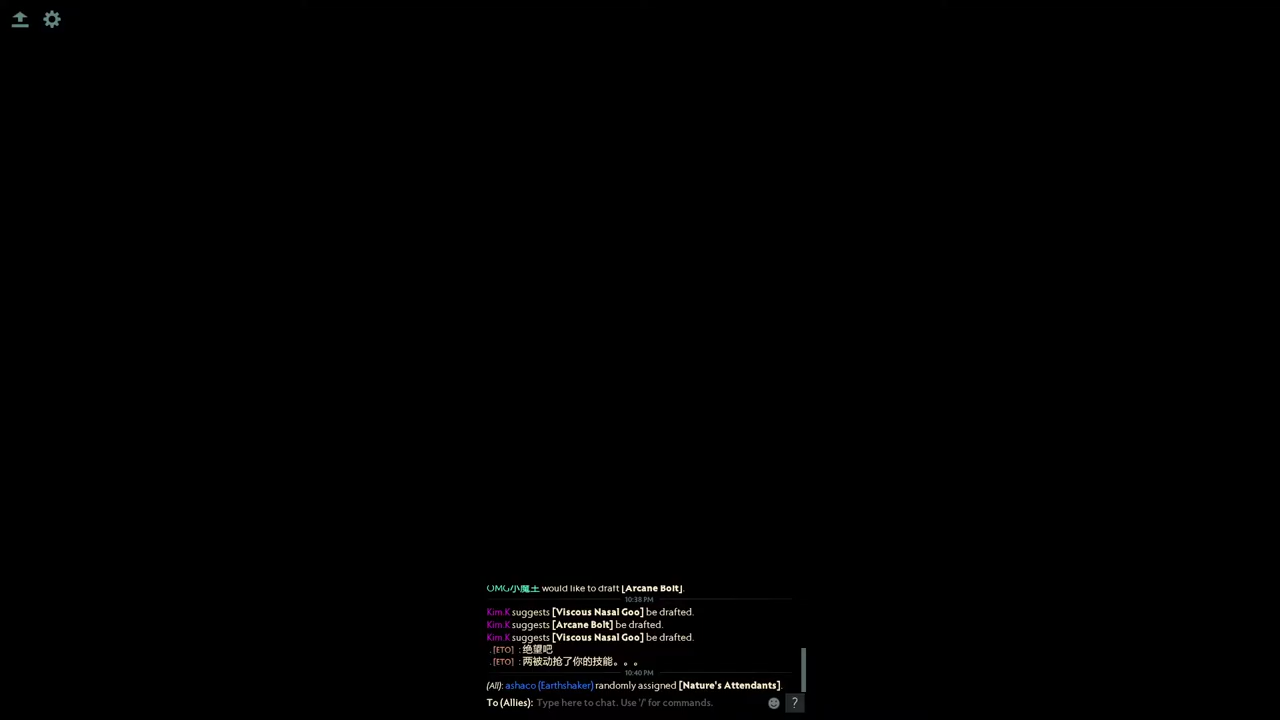 OMG小魔王 would like to draft [Arcane Bolt].
10:38 PM
Kim K suggests [Viscous Nasal Goo] be drafted.
Kim K suggests [Arcane Bolt] be drafted.
Kim K suggests [Viscous Nasal Goo] be drafted.
. [ETO] : 绝望吧
. [ETO] : 两被动抢了你的技能。。。
10:40 PM
(All): ashaco (Earthshaker) randomly assigned [Nature's Attendants].
To (Allies): Type here to chat. Use '/' for commands.
?